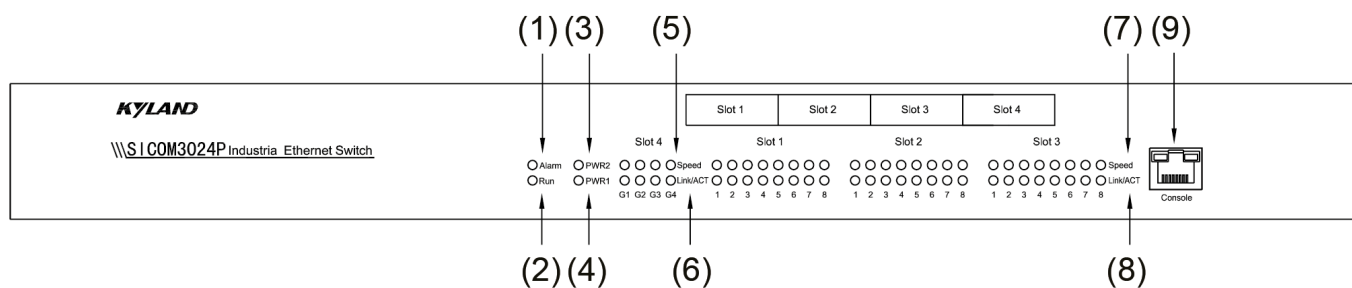 (1) (3) (5) (7) (9)
KYLAND
\\\SICOM3024P Industria Ethernet Switch
Slot 1 Slot 2 Slot 3 Slot 4
Slot 4 Slot 1 Slot 2 Slot 3
Alarm PWR2 Speed Speed
Run PWR1 Link/ACT Link/ACT
G1 G2 G3 G4 1 2 3 4 5 6 7 8 1 2 3 4 5 6 7 8 1 2 3 4 5 6 7 8
Console
(2) (4) (6) (8)